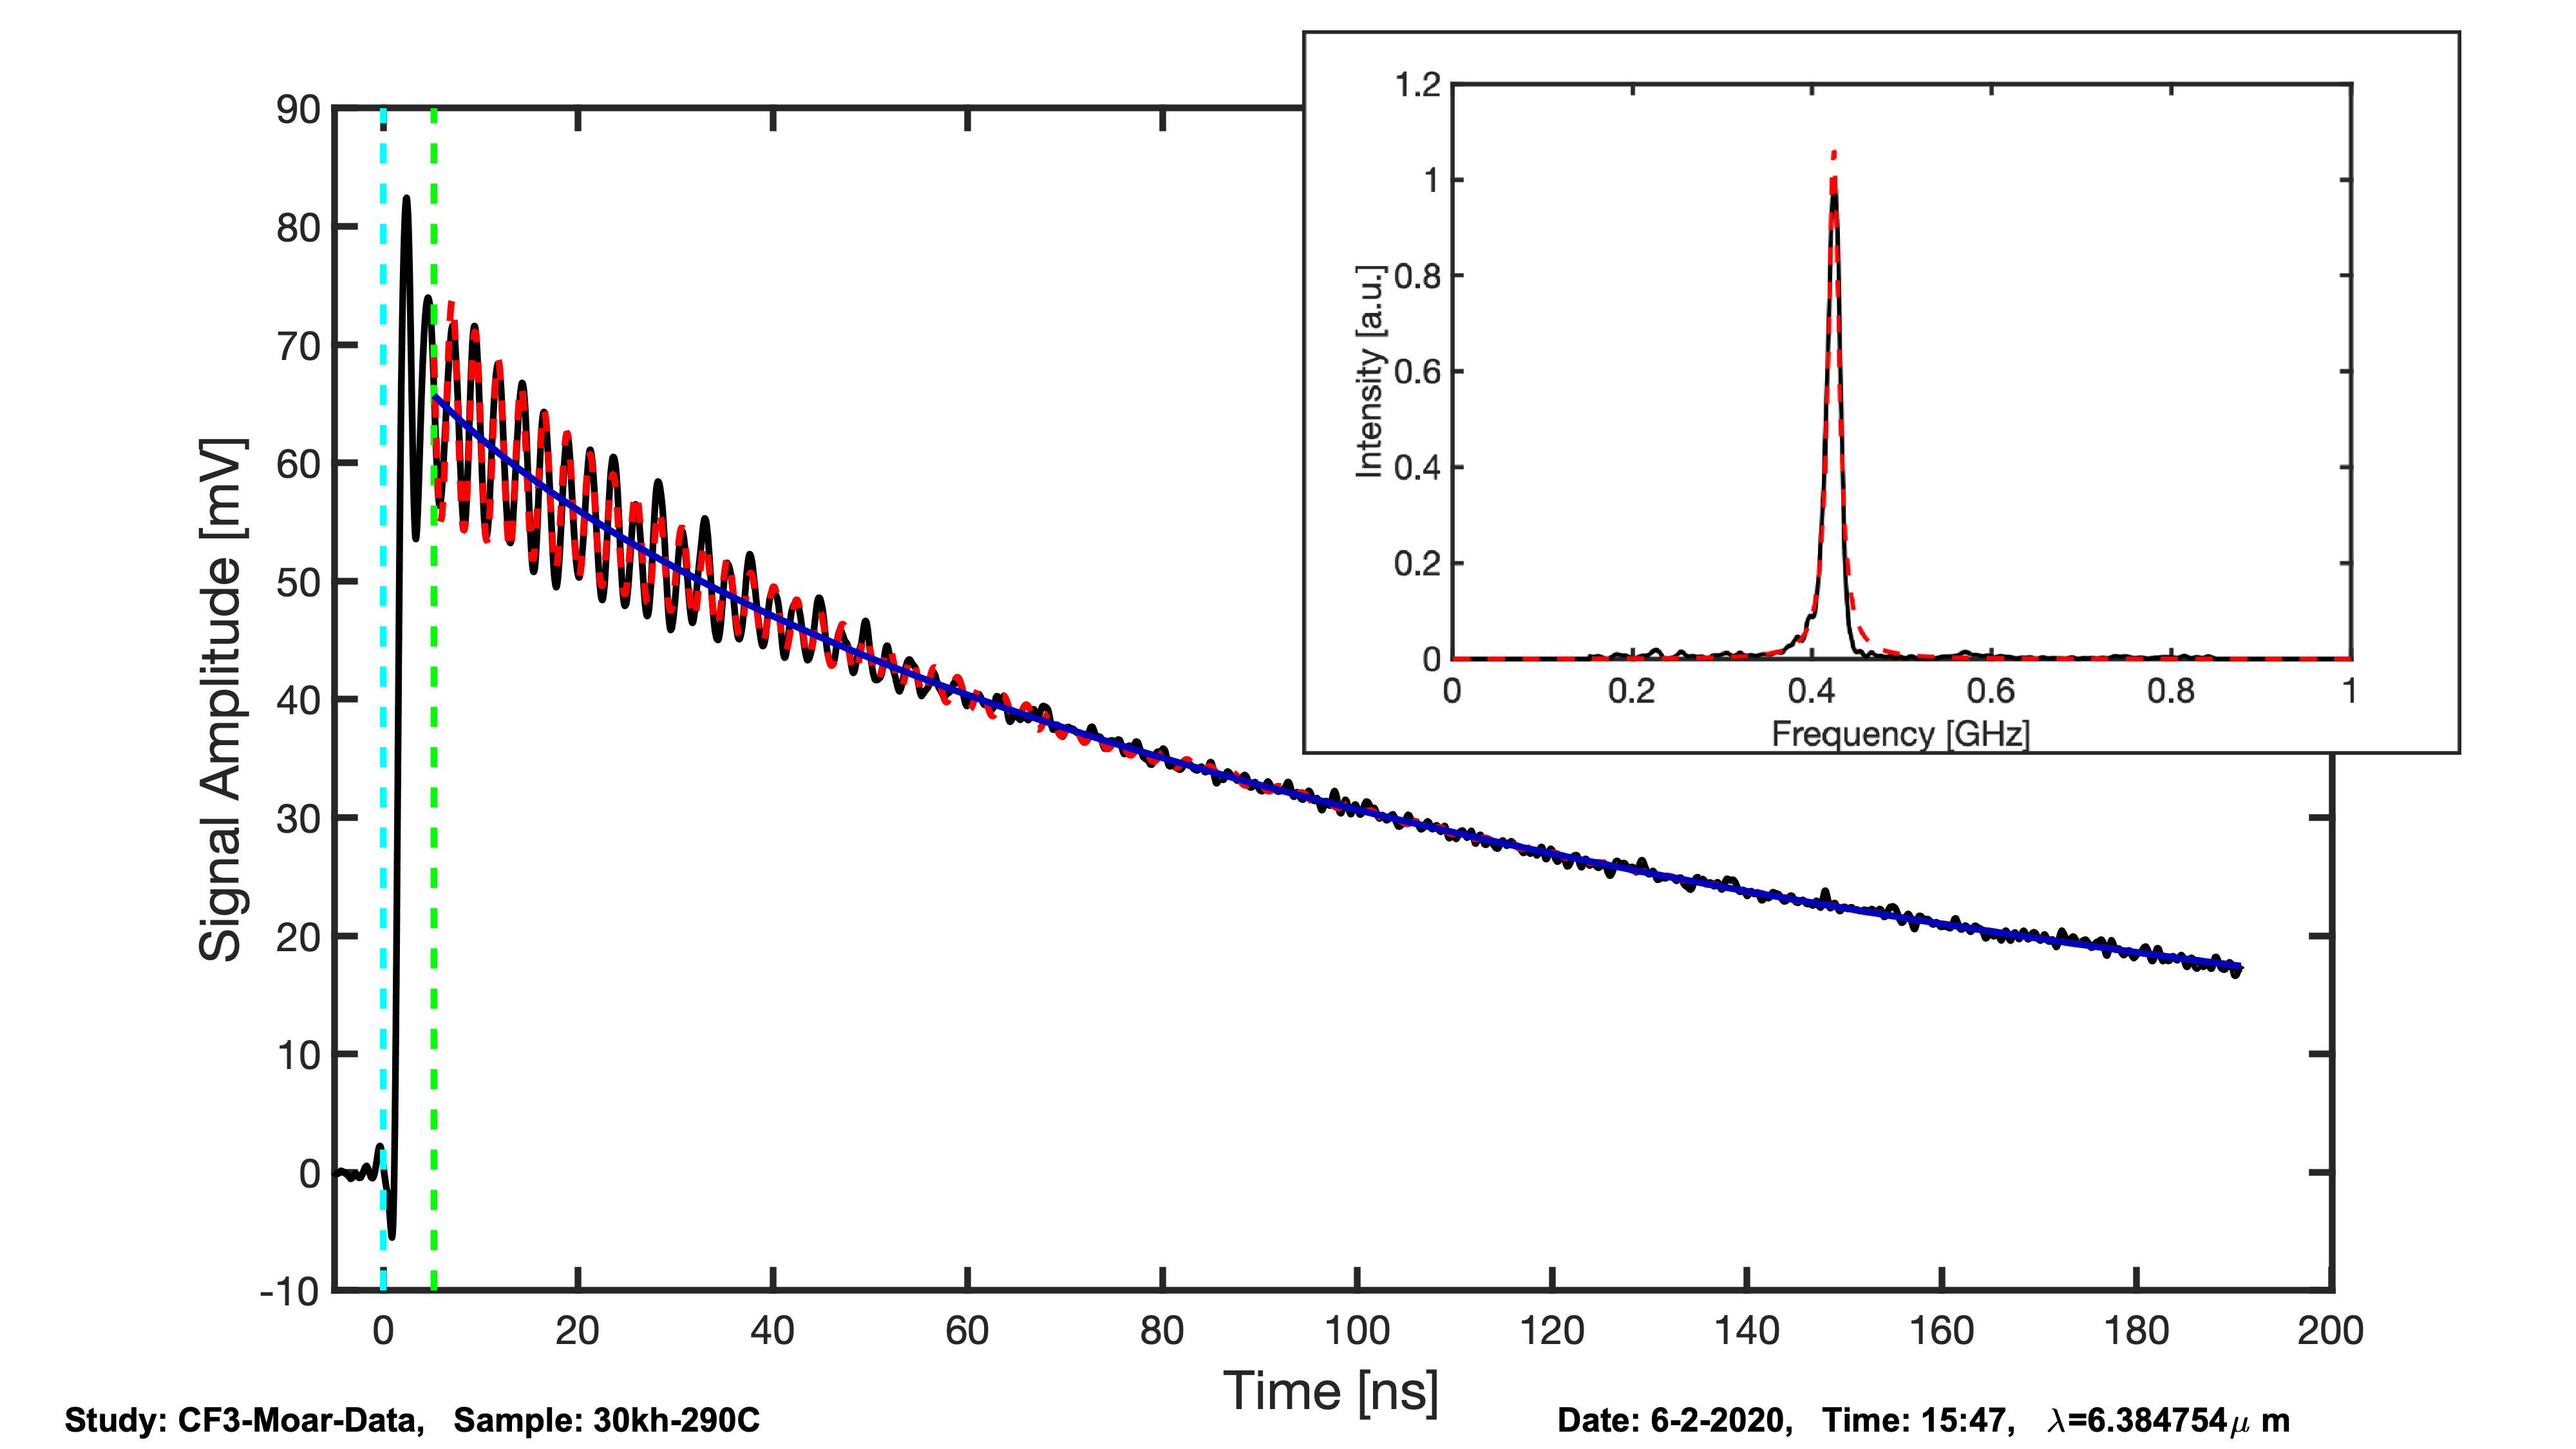 90
80
70
60
50
40
30
20
10
0
-10
Signal Amplitude [mV]
0 20 40 60 80 100 120 140 160 180 200
Time [ns]
1.2
1
0.8
0.6
0.4
0.2
0
Intensity [a.u.]
0 0.2 0.4 0.6 0.8 1
Frequency [GHz]
Study: CF3-Moar-Data, Sample: 30kh-290C
Date: 6-2-2020, Time: 15:47, λ=6.384754μ m